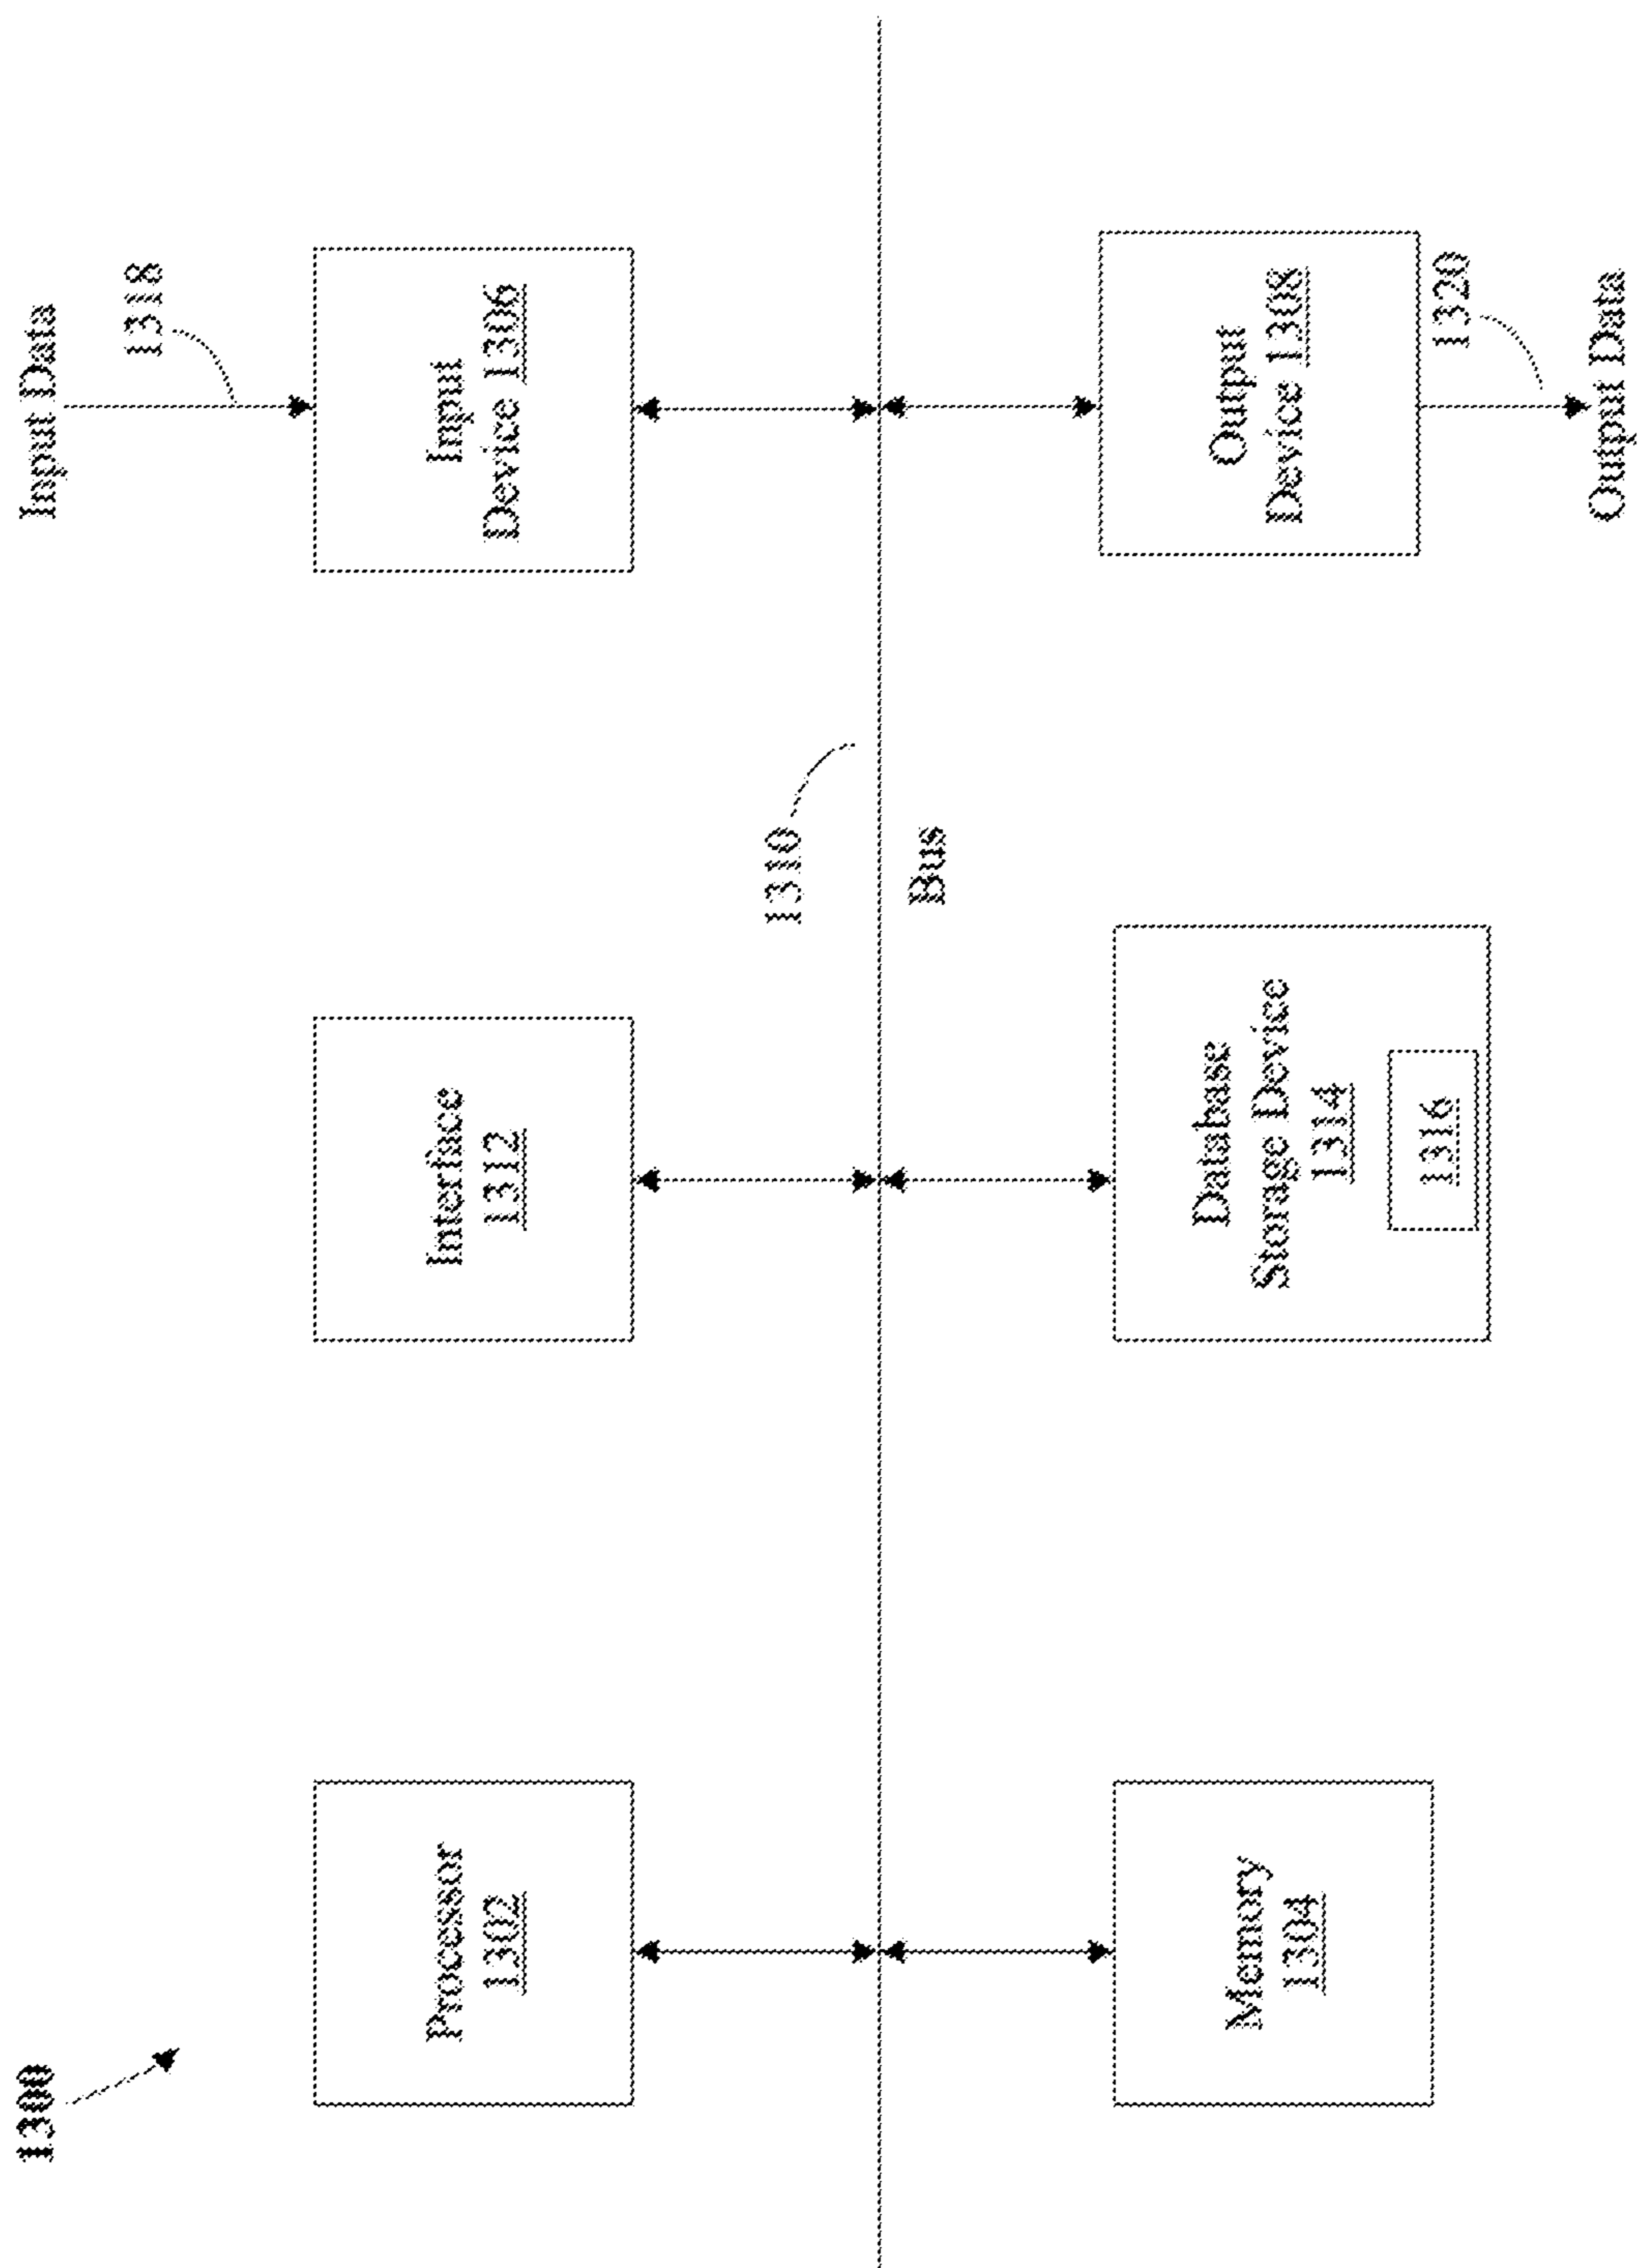 1300
Input Data
1318
Processor
1302
Interface
1312
Input
Device 1306
1310
Bus
Memory
1304
Database
Storage Device
1314
1316
Output
Device 1308
1320
Output Data